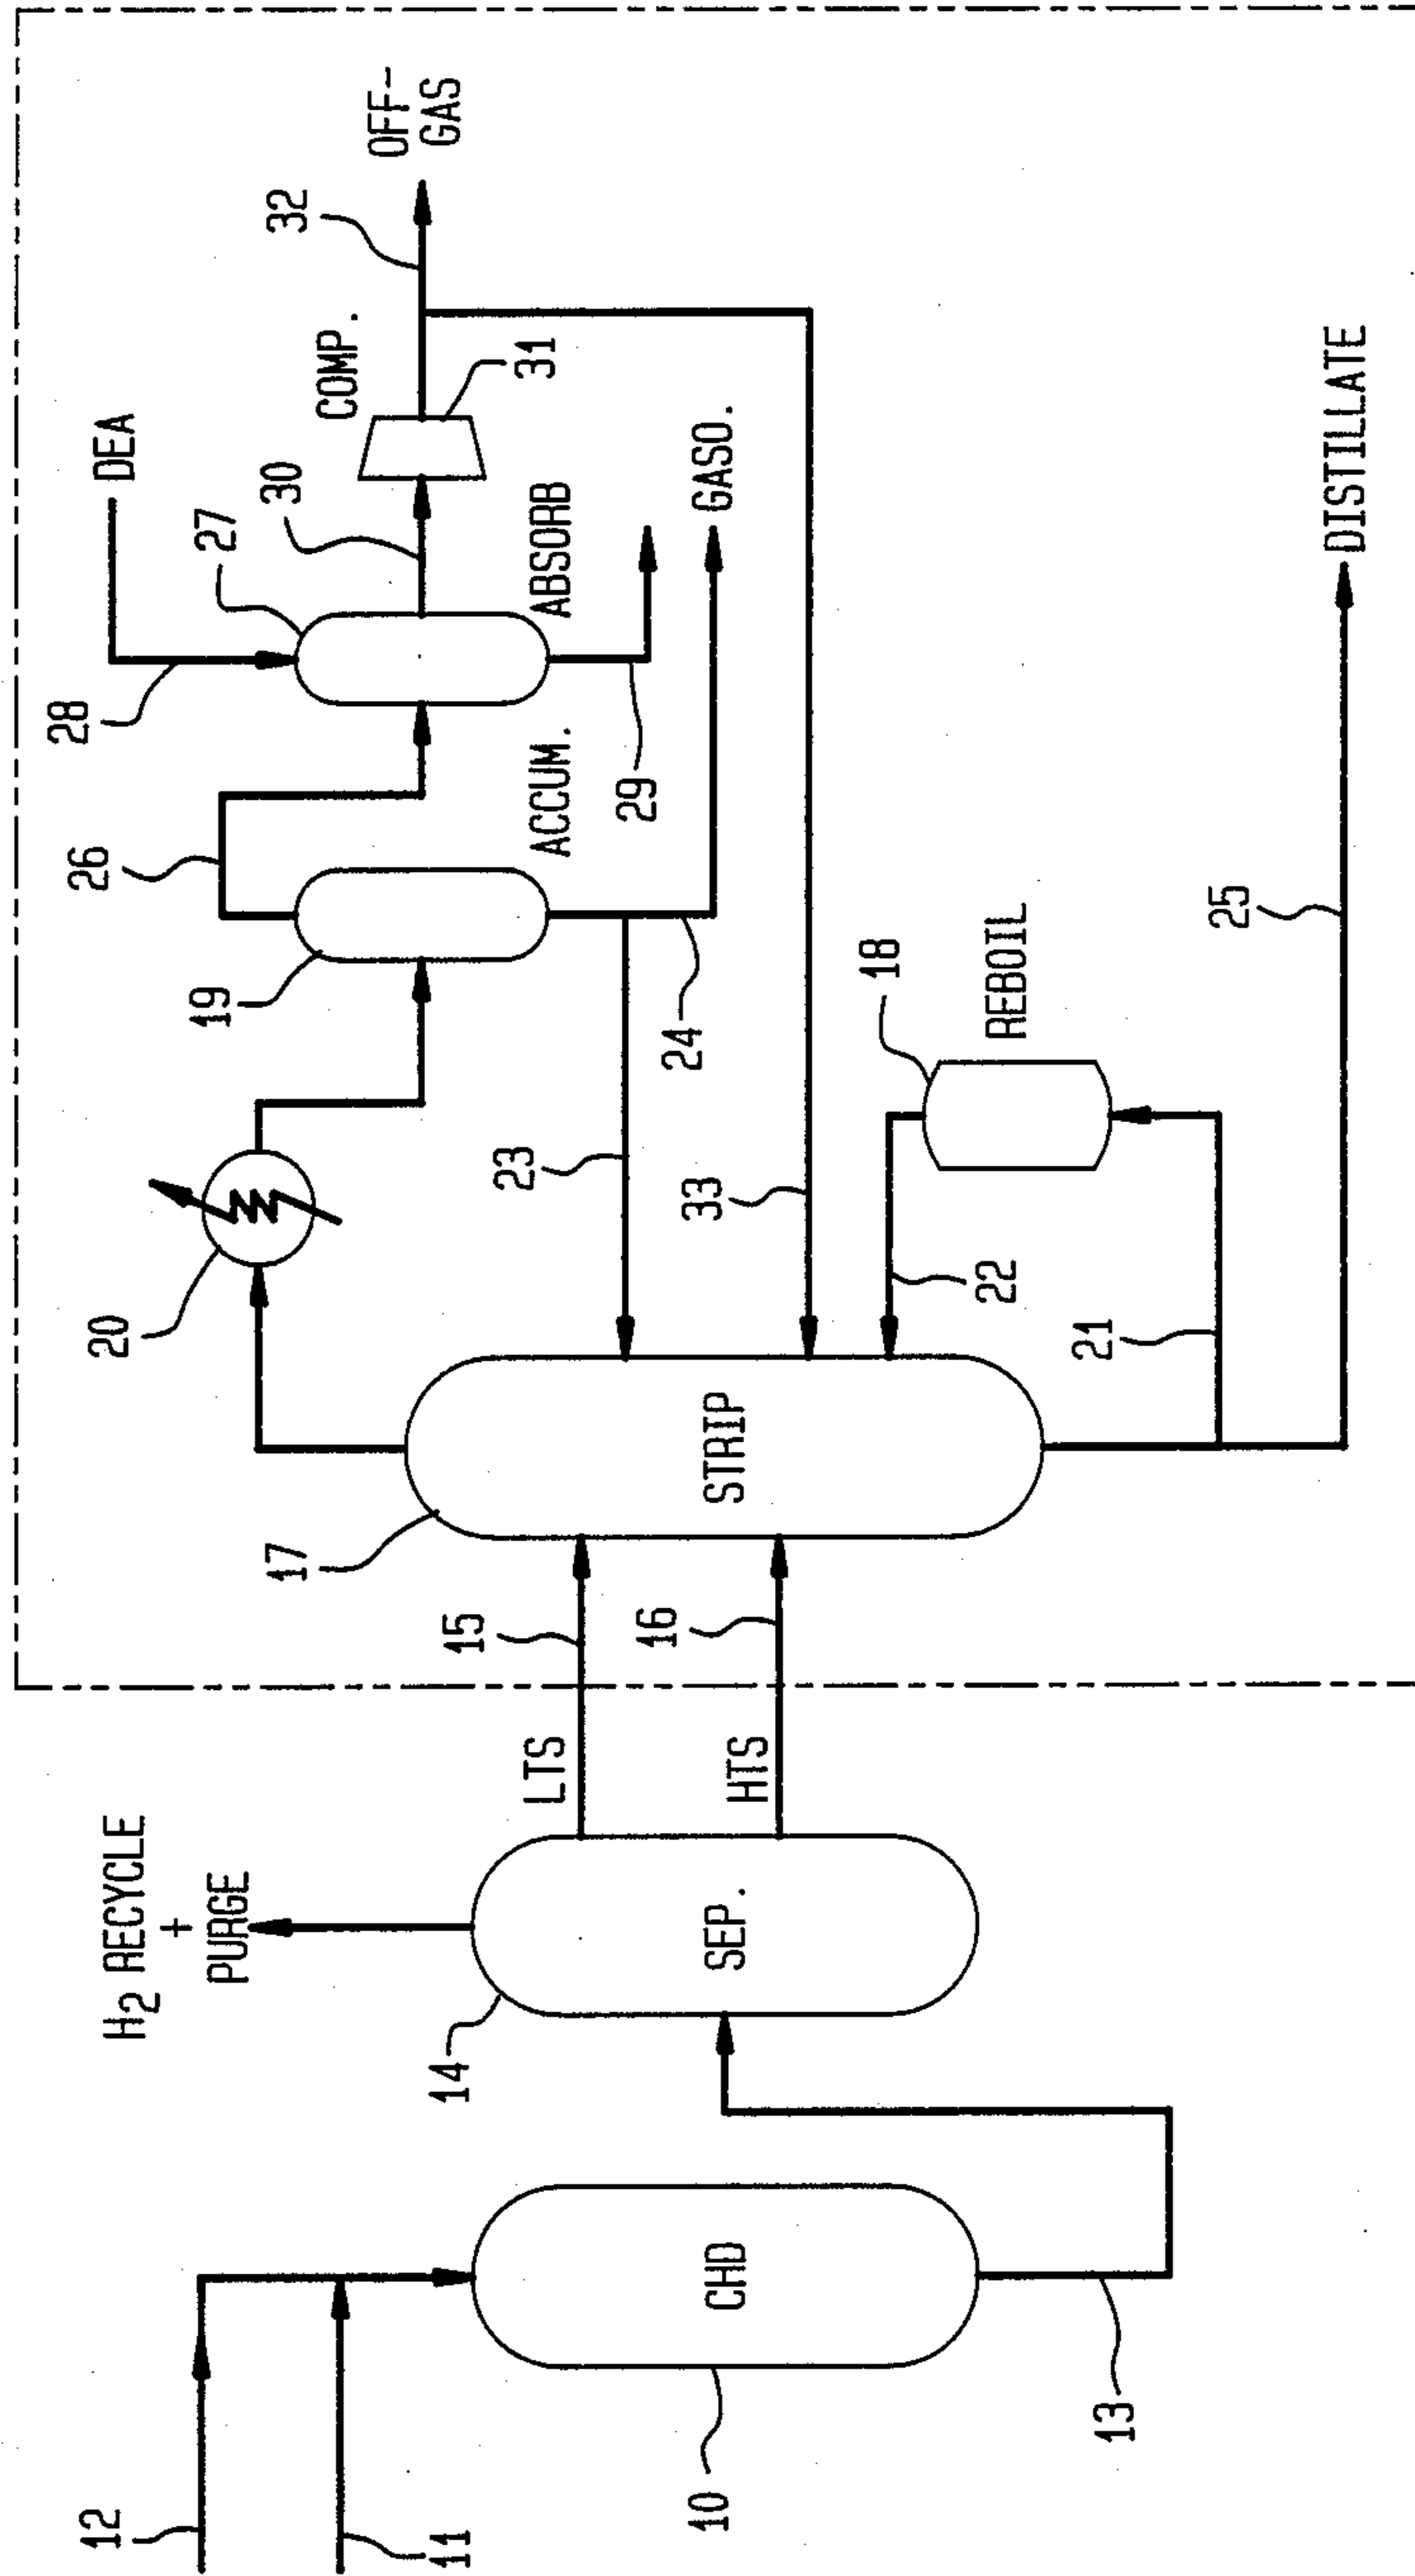 12
11
10
CHD
13
H2 RECYCLE
+
PURGE
14
SEP.
LTS
HTS
15
16
17
STRIP
20
19
ACCUM.
23
24
33
22
18
REBOIL
21
25
DISTILLATE
26
28
DEA
27
ABSORB
29
GASO.
30
COMP.
31
32
OFF-
GAS